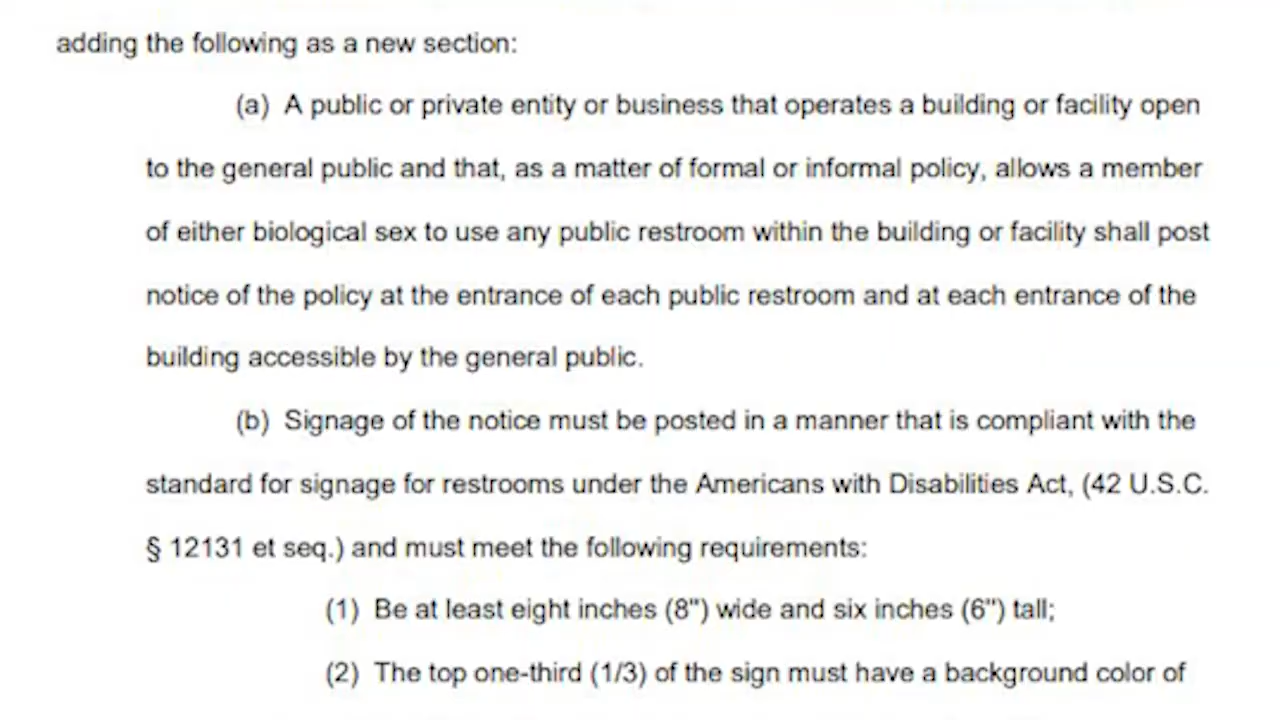 adding the following as a new section:
(a) A public or private entity or business that operates a building or facility open
to the general public and that, as a matter of formal or informal policy, allows a member
of either biological sex to use any public restroom within the building or facility shall post
notice of the policy at the entrance of each public restroom and at each entrance of the
building accessible by the general public.
(b) Signage of the notice must be posted in a manner that is compliant with the
standard for signage for restrooms under the Americans with Disabilities Act, (42 U.S.C.
§ 12131 et seq.) and must meet the following requirements:
(1) Be at least eight inches (8") wide and six inches (6") tall;
(2) The top one-third (1/3) of the sign must have a background color of